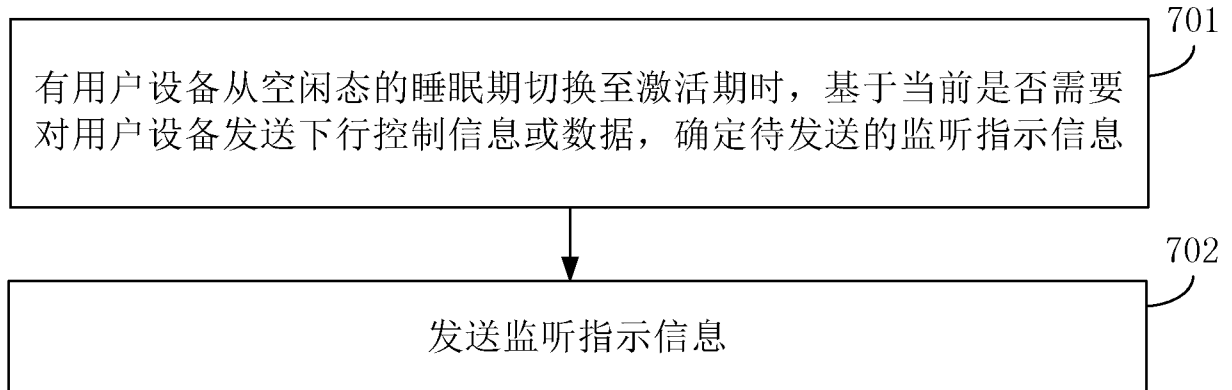 701
有用户设备从空闲态的睡眠期切换至激活期时，基于当前是否需要
对用户设备发送下行控制信息或数据，确定待发送的监听指示信息
702
发送监听指示信息